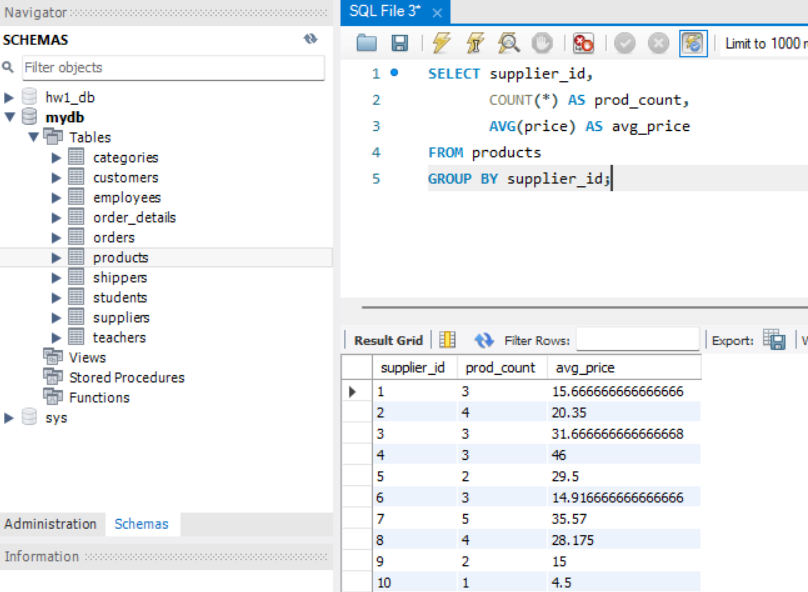 Navigator
SCHEMAS
Filter objects
hw1_db
mydb
Tables
categories
customers
employees
order_details
orders
products
shippers
students
suppliers
teachers
Views
Stored Procedures
Functions
sys
Administration Schemas
Information
SQL File 3* ×
Limit to 1000 r
1 SELECT supplier_id,
2 COUNT(*) AS prod_count,
3 AVG(price) AS avg_price
4 FROM products
5 GROUP BY supplier_id;
Result Grid Filter Rows: Export:
supplier_id prod_count avg_price
1 3 15.666666666666666
2 4 20.35
3 3 31.666666666666668
4 3 46
5 2 29.5
6 3 14.916666666666666
7 5 35.57
8 4 28.175
9 2 15
10 1 4.5